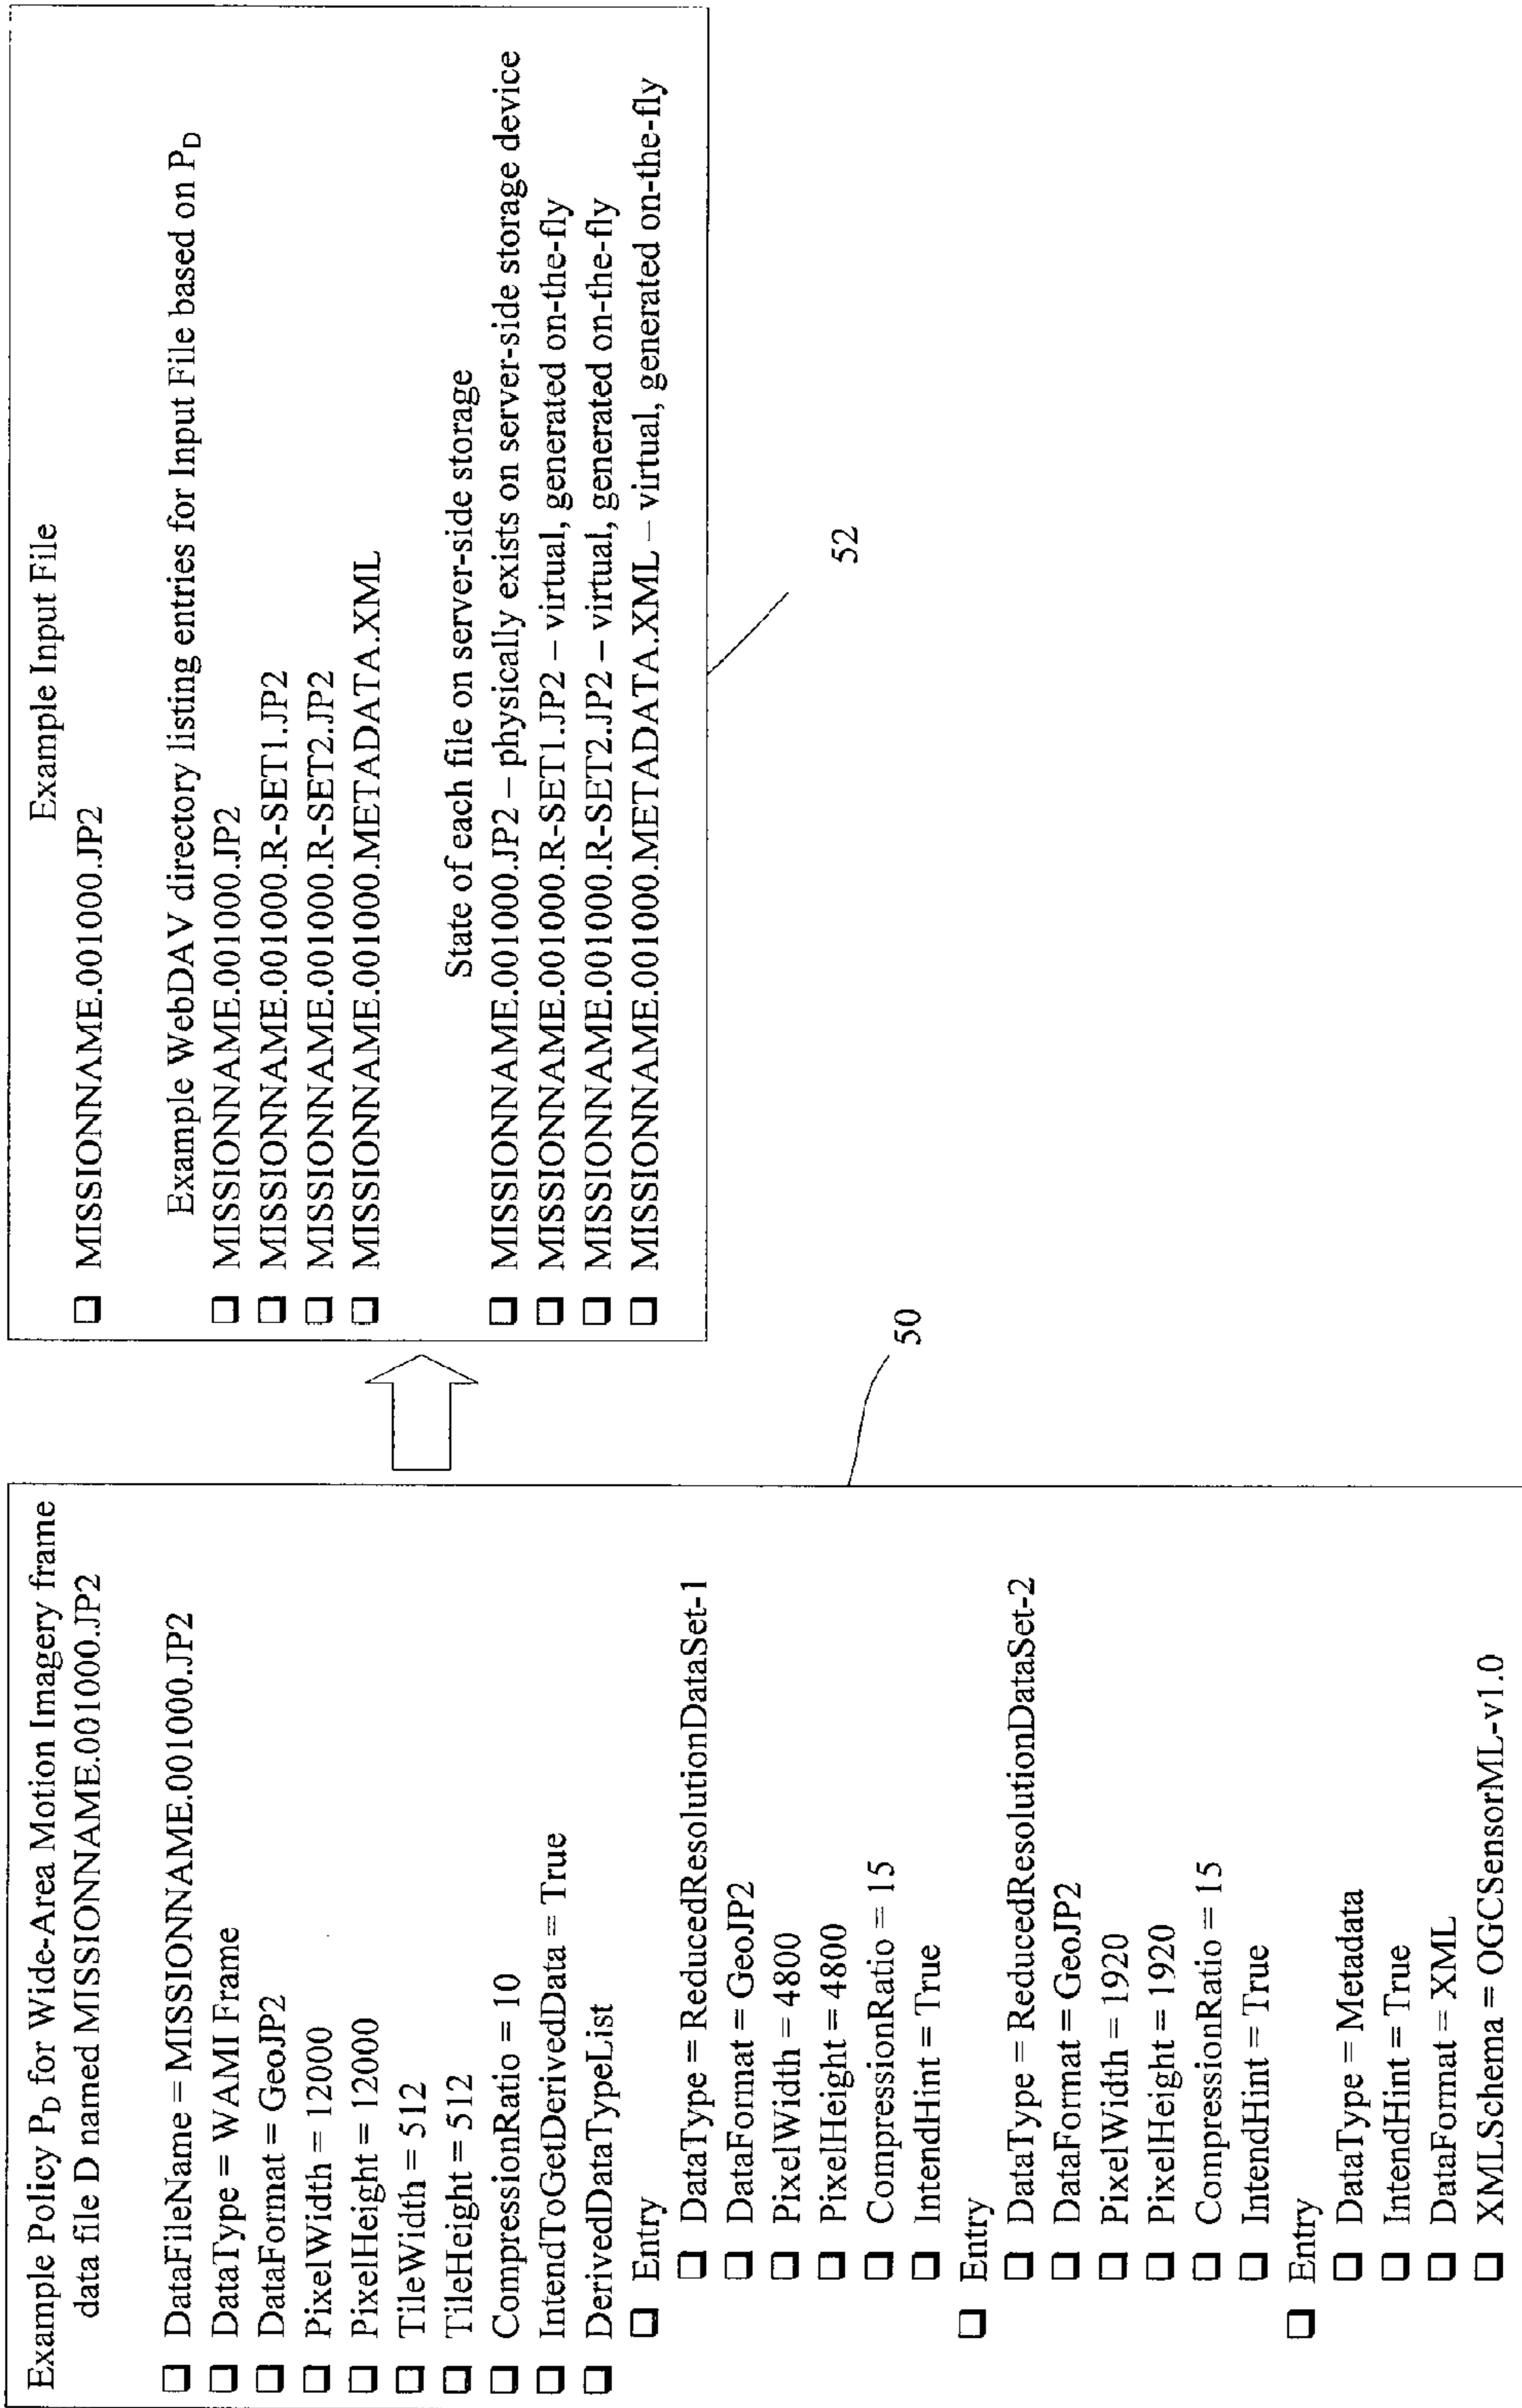 Example Policy PD for Wide-Area Motion Imagery frame
data file D named MISSIONNAME.001000.JP2
DataFileName = MISSIONNAME.001000.JP2
DataType = WAMI Frame
DataFormat = GeoJP2
PixelWidth = 12000
PixelHeight = 12000
TileWidth = 512
TileHeight = 512
CompressionRatio = 10
IntendToGetDerivedData = True
DerivedDataTypeList
Entry
DataType = ReducedResolutionDataSet-1
DataFormat = GeoJP2
PixelWidth = 4800
PixelHeight = 4800
CompressionRatio = 15
IntendHint = True
Entry
DataType = ReducedResolutionDataSet-2
DataFormat = GeoJP2
PixelWidth = 1920
PixelHeight = 1920
CompressionRatio = 15
IntendHint = True
Entry
DataType = Metadata
IntendHint = True
DataFormat = XML
XMLSchema = OGCSensorML-v1.0
50
Example Input File
MISSIONNAME.001000.JP2
Example WebDAV directory listing entries for Input File based on PD
MISSIONNAME.001000.JP2
MISSIONNAME.001000.R-SET1.JP2
MISSIONNAME.001000.R-SET2.JP2
MISSIONNAME.001000.METADATA.XML
State of each file on server-side storage
MISSIONNAME.001000.JP2 – physically exists on server-side storage device
MISSIONNAME.001000.R-SET1.JP2 – virtual, generated on-the-fly
MISSIONNAME.001000.R-SET2.JP2 – virtual, generated on-the-fly
MISSIONNAME.001000.METADATA.XML – virtual, generated on-the-fly
52